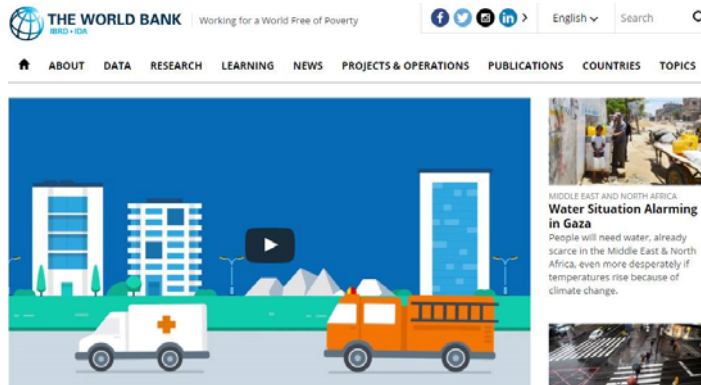 THE WORLD BANK
IBRD • IDA
Working for a World Free of Poverty
English
Search
ABOUT DATA RESEARCH LEARNING NEWS PROJECTS & OPERATIONS PUBLICATIONS COUNTRIES TOPICS
MIDDLE EAST AND NORTH AFRICA
Water Situation Alarming
in Gaza
People will need water, already
scarce in the Middle East & North
Africa, even more desperately if
temperatures rise because of
climate change.